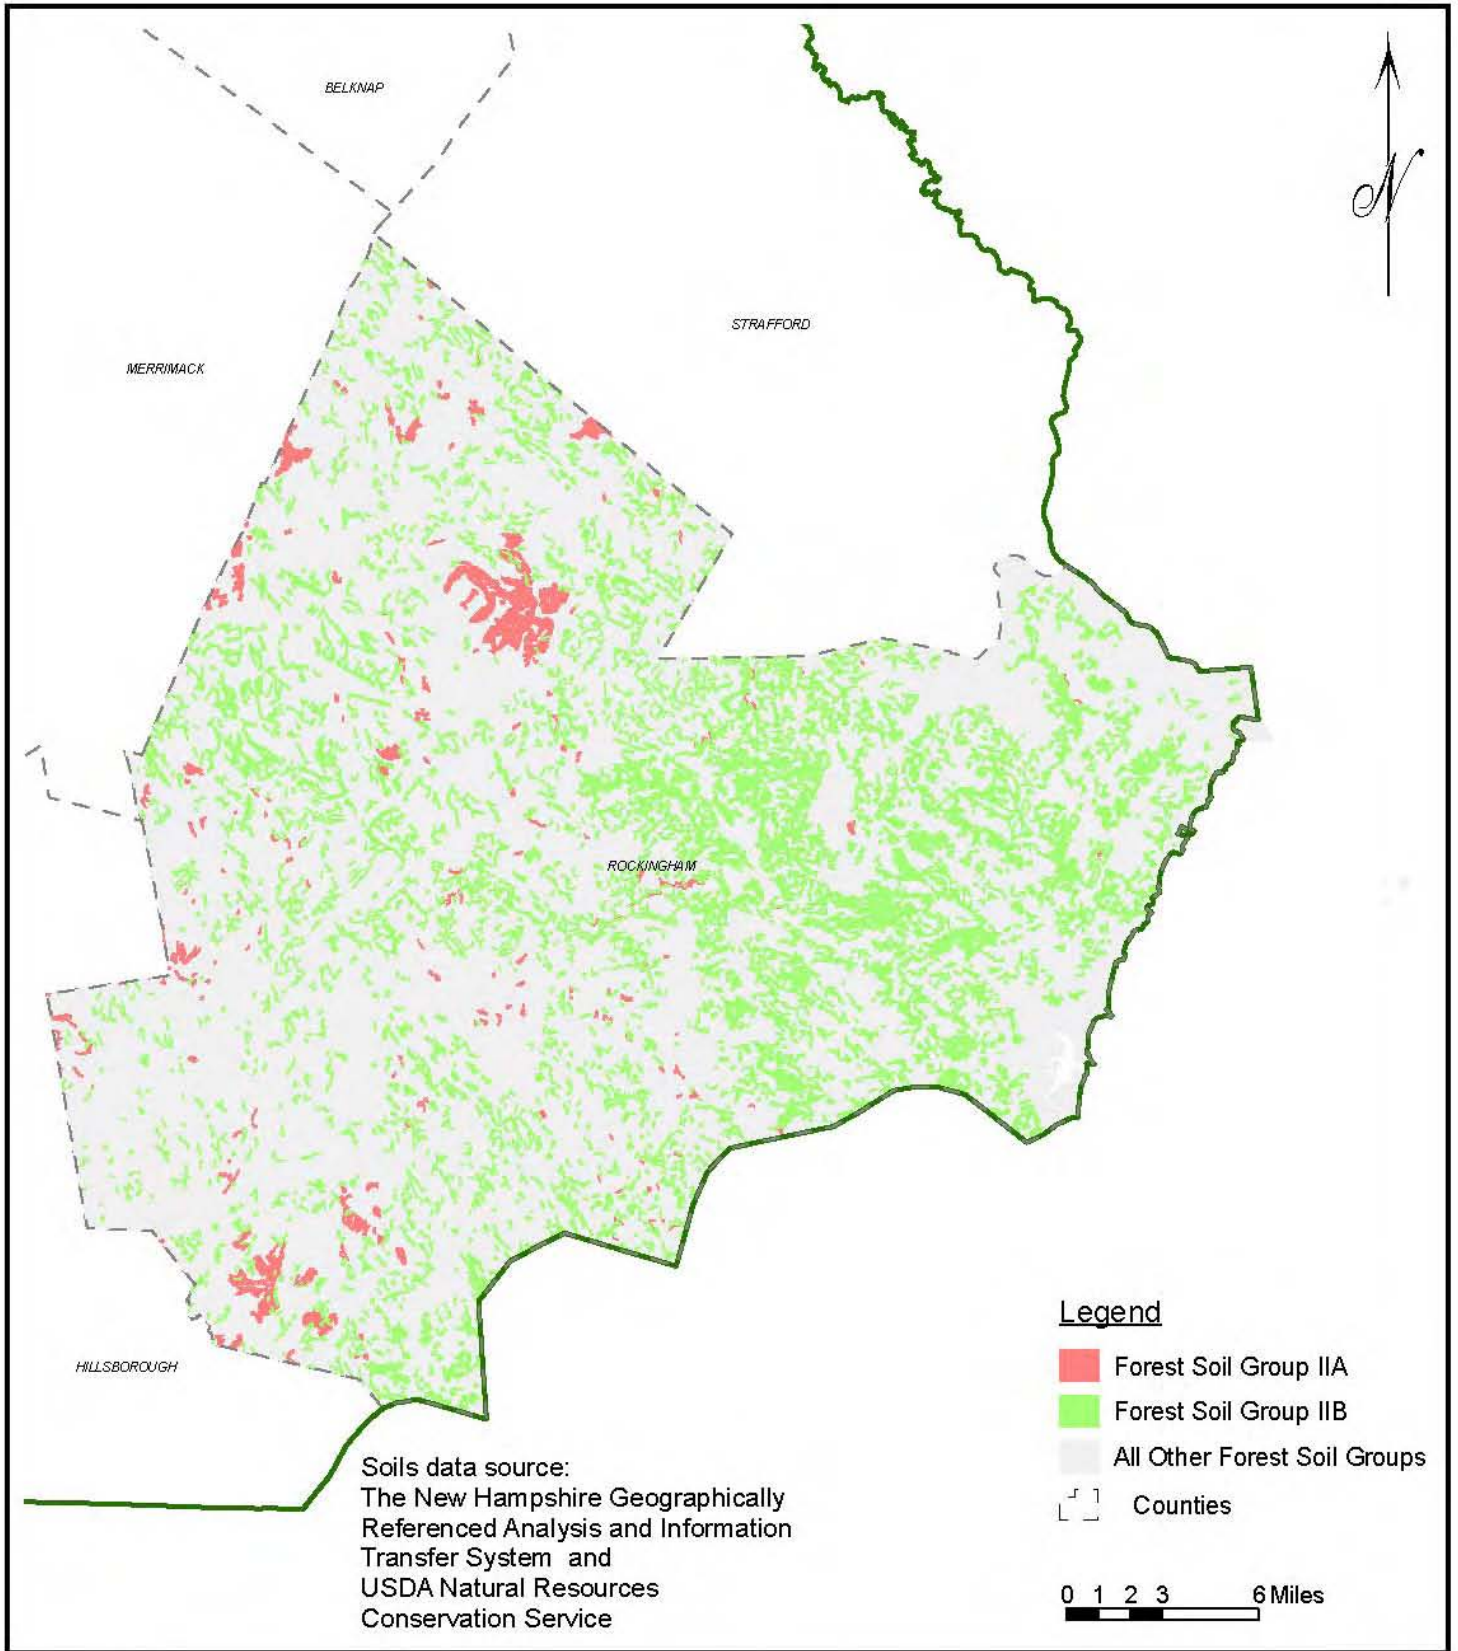 BELKNAP
N
STRAFFORD
MERRIMACK
ROCKINGHAM
HILLSBOROUGH
Legend
Forest Soil Group IIA
Forest Soil Group IIB
All Other Forest Soil Groups
Counties
0 1 2 3 6 Miles
Soils data source:
The New Hampshire Geographically
Referenced Analysis and Information
Transfer System and
USDA Natural Resources
Conservation Service